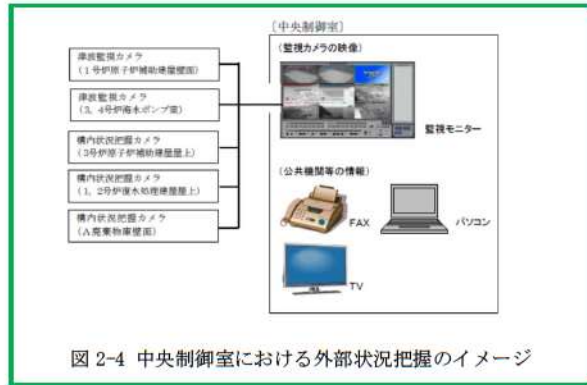 〔中央制御室〕
(監視カメラの映像)
津波監視カメラ
(1号炉原子炉補助建屋壁面)
津波監視カメラ
(3,4号炉海水ポンプ室)
構内状況把握カメラ
(3号炉原子炉補助建屋屋上)
構内状況把握カメラ
(1,2号炉復水処理建屋屋上)
構内状況把握カメラ
(A廃棄物庫壁面)
監視モニター
(公共機関等の情報)
FAX
パソコン
TV
図 2-4 中央制御室における外部状況把握のイメージ